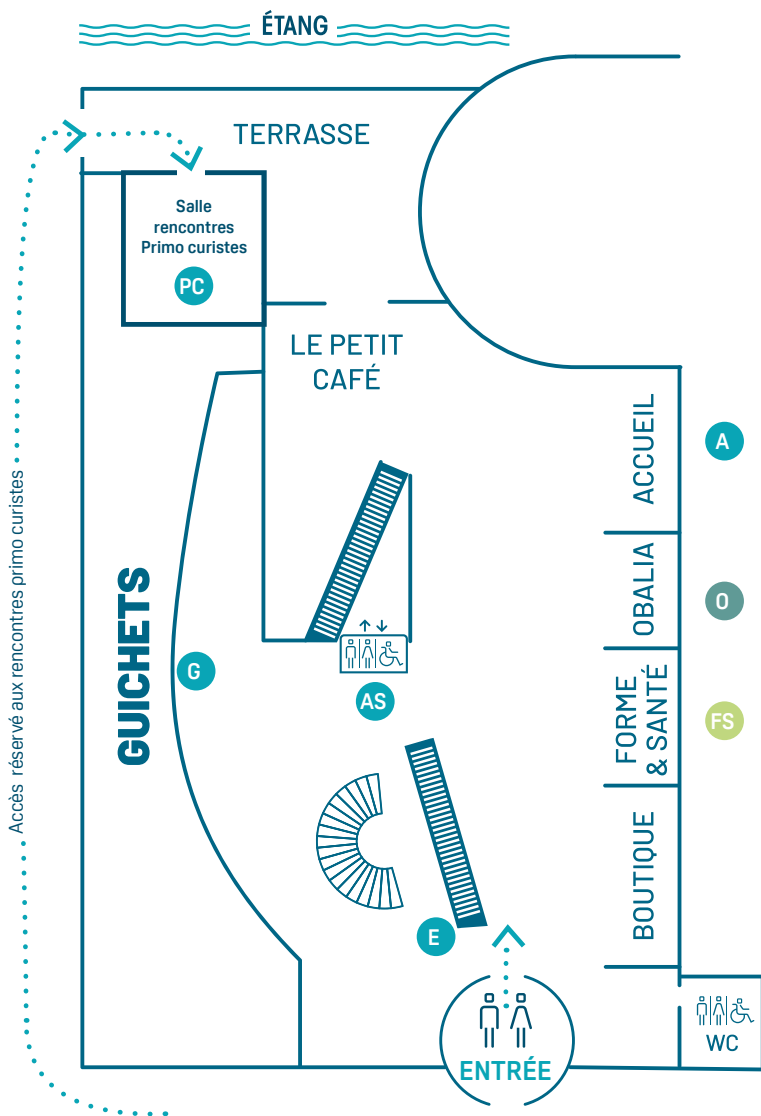 ÉTANG
TERRASSE
Salle
rencontres
Primo curistes
PC
LE PETIT
CAFÉ
ACCUEIL
A
OBALIA
O
FORME
& SANTÉ
FS
BOUTIQUE
GUICHETS
G
AS
E
ENTRÉE
WC
Accès réservé aux rencontres primo curistes